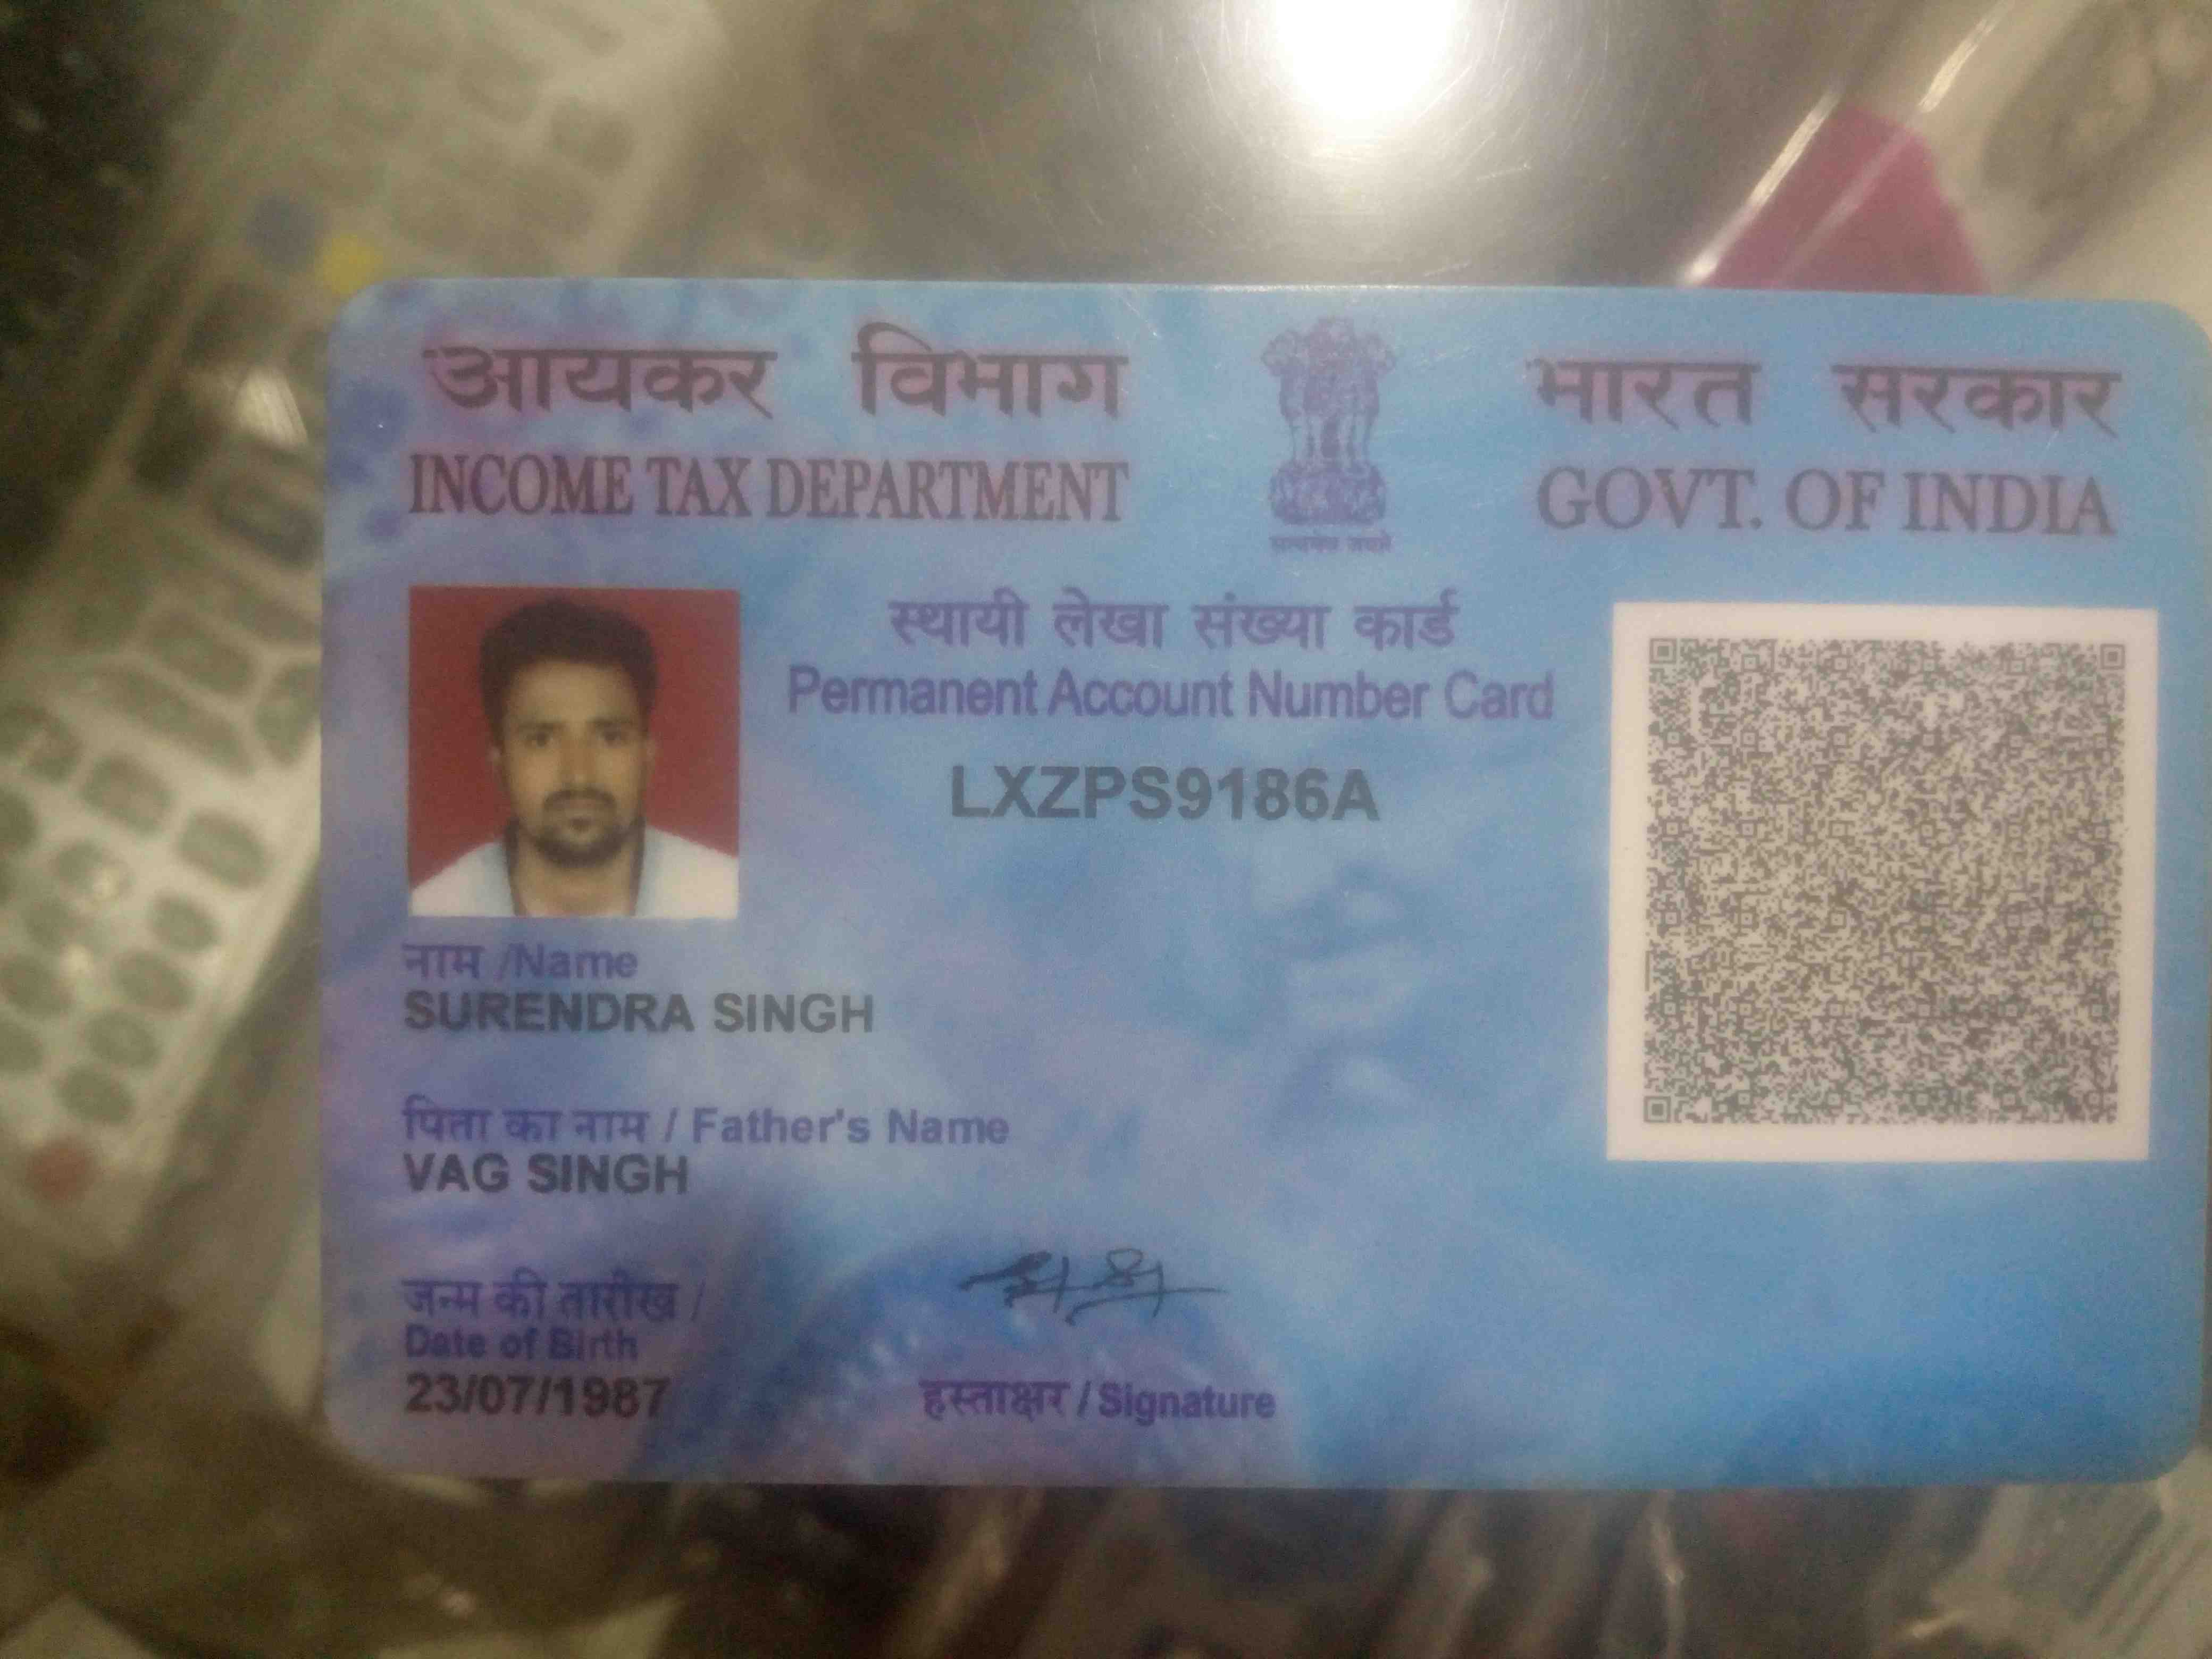 आयकर विभाग
INCOME TAX DEPARTMENT
सत्यमेव जयते
भारत सरकार
GOVT. OF INDIA
स्थायी लेखा संख्या कार्ड
Permanent Account Number Card
LXZPS9186A
नाम /Name
SURENDRA SINGH
पिता का नाम / Father's Name
VAG SINGH
जन्म की तारीख /
Date of Birth
23/07/1987
हस्ताक्षर / Signature